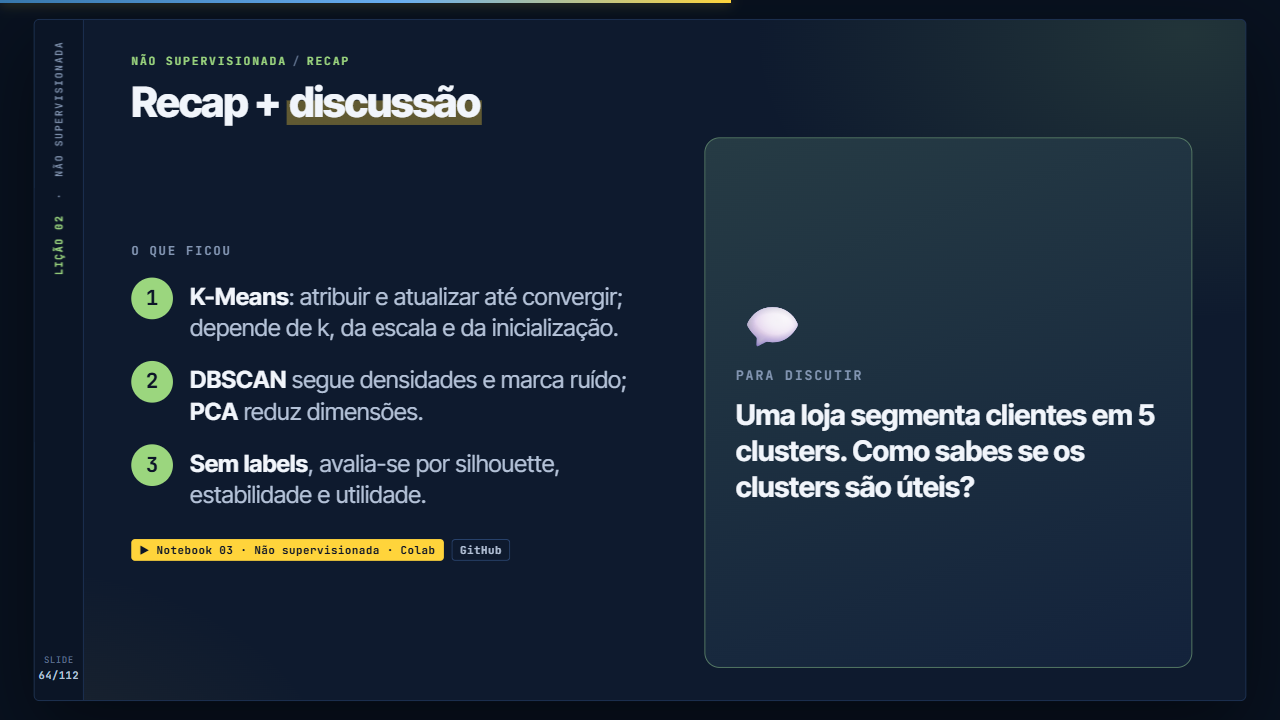 LIÇÃO 02 · NÃO SUPERVISIONADA
NÃO SUPERVISIONADA / RECAP
Recap + discussão
O QUE FICOU
1
K-Means: atribuir e atualizar até convergir;
depende de k, da escala e da inicialização.
2
DBSCAN segue densidades e marca ruído;
PCA reduz dimensões.
3
Sem labels, avalia-se por silhouette,
estabilidade e utilidade.
▶ Notebook 03 · Não supervisionada · Colab
GitHub
PARA DISCUTIR
Uma loja segmenta clientes em 5
clusters. Como sabes se os
clusters são úteis?
SLIDE
64/112